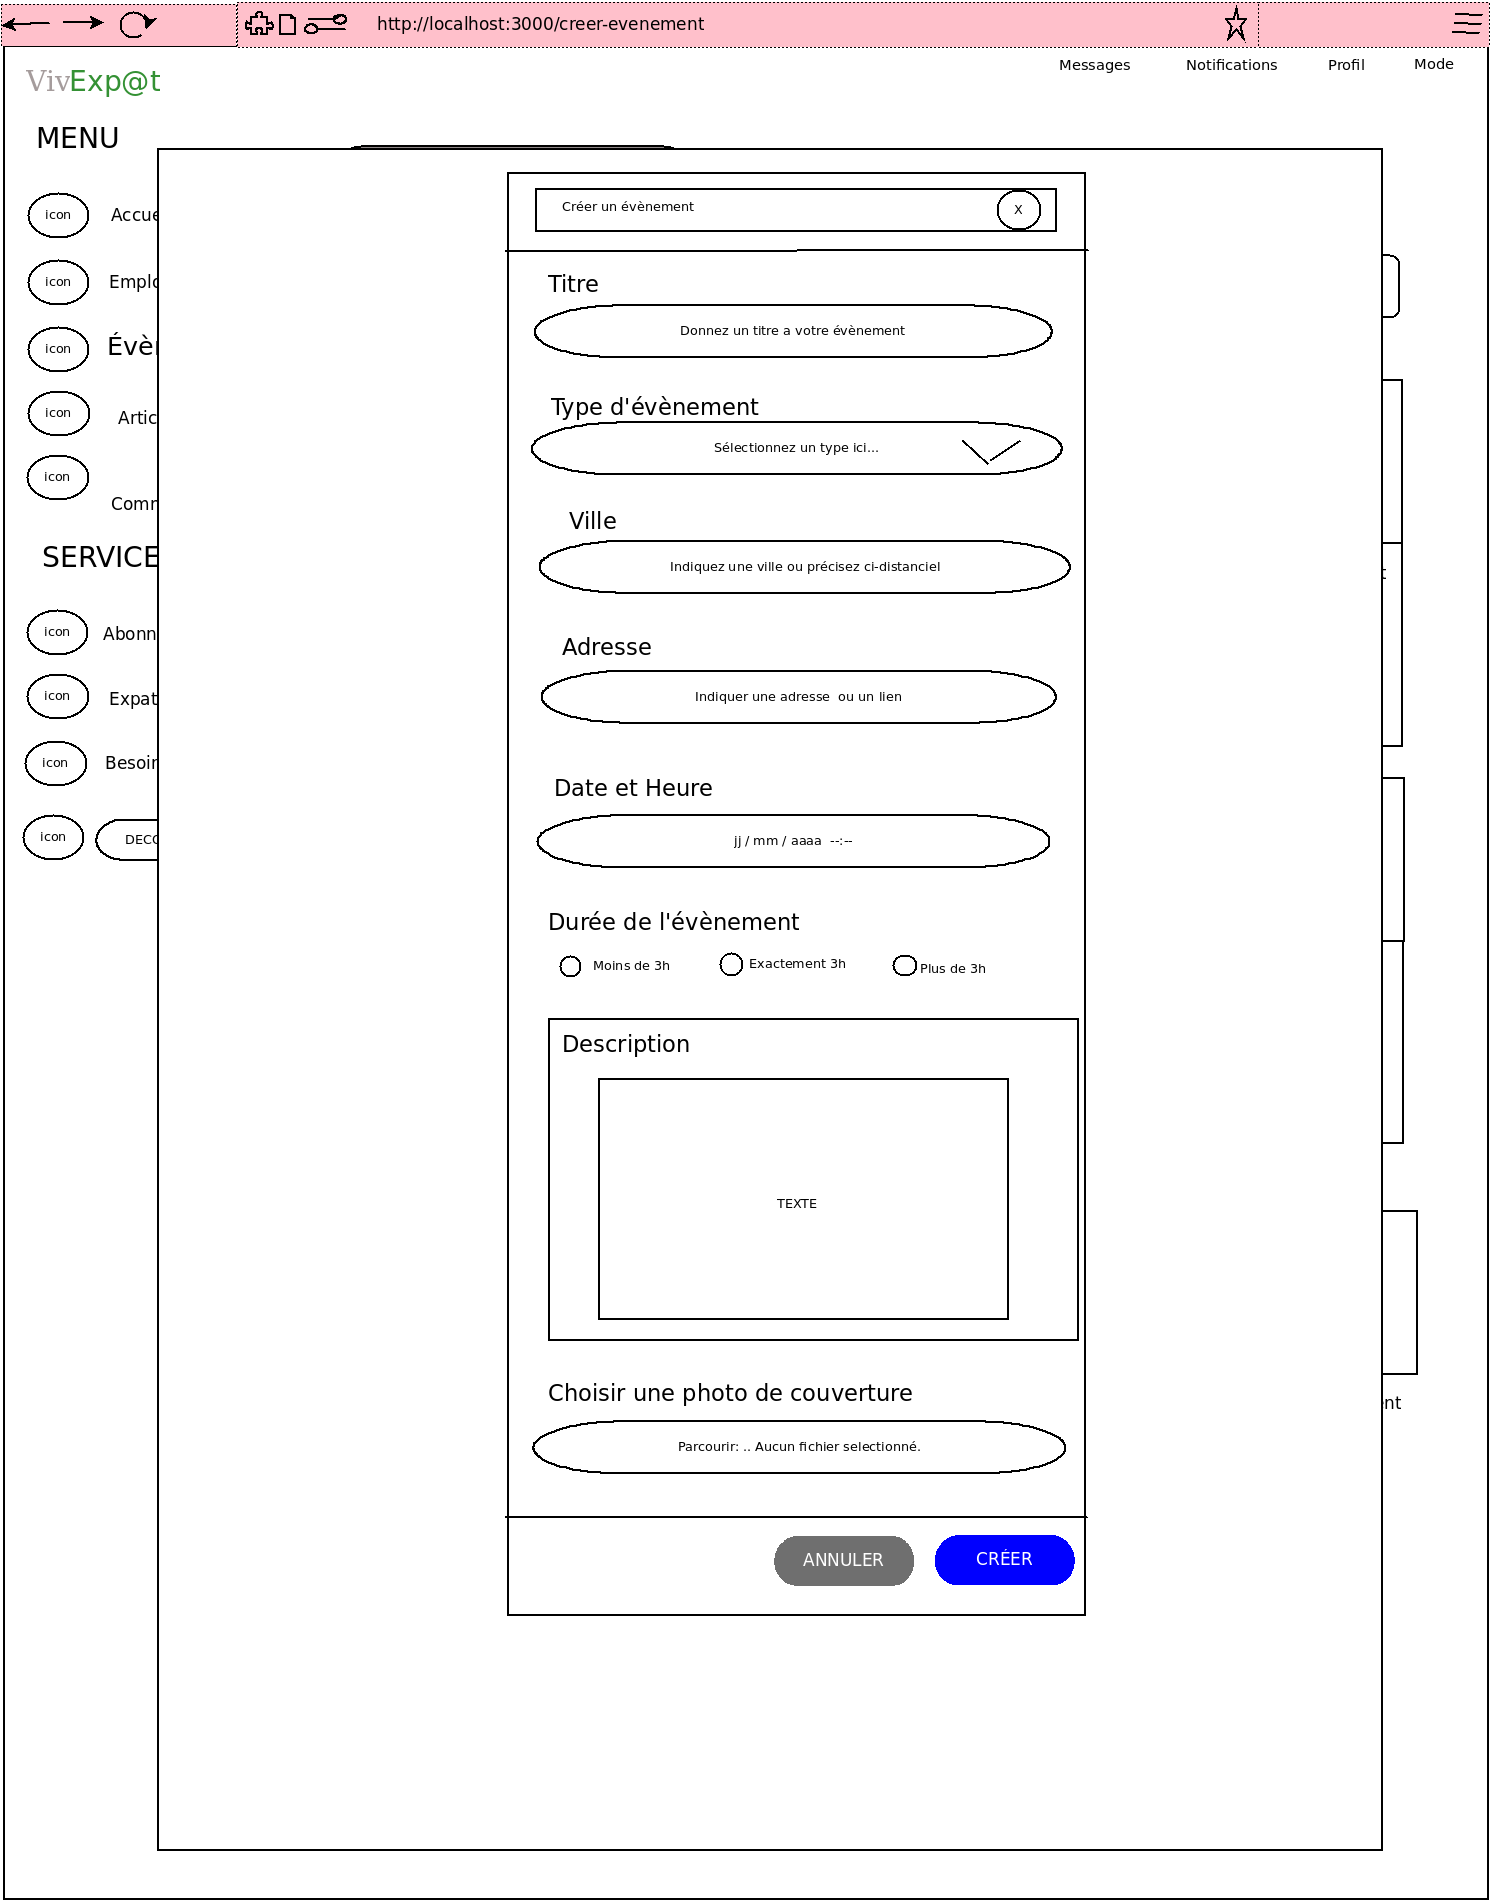 http://localhost:3000/creer-evenement
VivExp@t
Messages
Notifications
Profil
Mode
MENU
icon
Accue
icon
Emplo
icon
Évèn
icon
Artic
icon
Comm
SERVICE
icon
Abonn
icon
Expat
icon
Besoin
icon
DECO
Créer un évènement
X
Titre
Donnez un titre a votre évènement
Type d'évènement
Sélectionnez un type ici...
Ville
Indiquez une ville ou précisez ci-distanciel
Adresse
Indiquer une adresse ou un lien
Date et Heure
jj / mm / aaaa --:--
Durée de l'évènement
Moins de 3h
Exactement 3h
Plus de 3h
Description
TEXTE
Choisir une photo de couverture
Parcourir: .. Aucun fichier selectionné.
ANNULER
CRÉER
t
ent